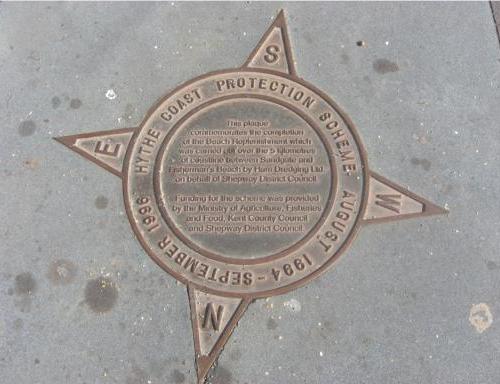 S
HYTHE COAST PROTECTION SCHEME AUGUST 1994 - SEPTEMBER 1996
E
W
N
This plaque
commemorates the completion
of the Beach Replenishment which
was carried out over the 5 kilometres
of coastline between Sandgate and
Fisherman's Beach by Ham Dredging Ltd
on behalf of Shepway District Council
Funding for the scheme was provided
by the Ministry of Agriculture, Fisheries
and Food, Kent County Council
and Shepway District Council